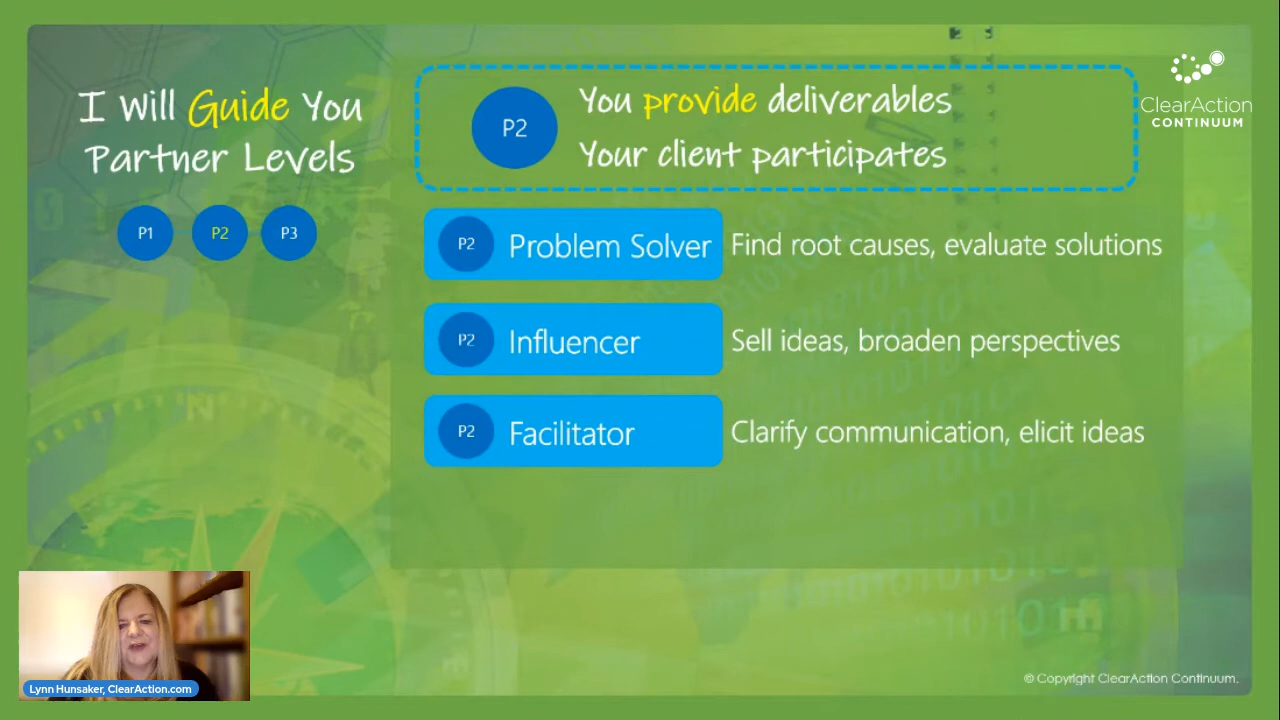 I Will Guide You
Partner Levels
P1 P2 P3
P2
You provide deliverables
Your client participates
ClearAction
CONTINUUM
P2 Problem Solver Find root causes, evaluate solutions
P2 Influencer Sell ideas, broaden perspectives
P2 Facilitator Clarify communication, elicit ideas
Lynn Hunsaker, ClearAction.com
© Copyright ClearAction Continuum.